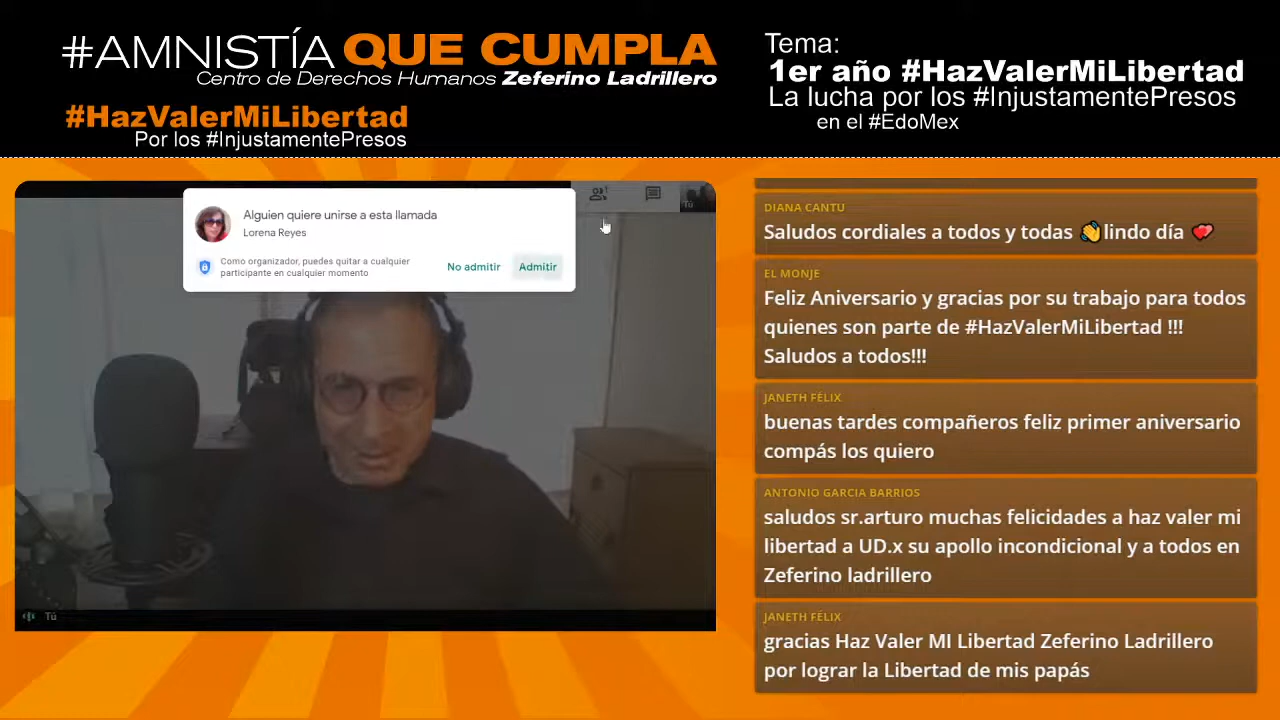 #AMNISTÍA QUE CUMPLA
Centro de Derechos Humanos Zeferino Ladrillero
#HazValerMiLibertad
Por los #InjustamentePresos
Tema:
1er año #HazValerMiLibertad
La lucha por los #InjustamentePresos
en el #EdoMex
Alguien quiere unirse a esta llamada
Lorena Reyes
Como organizador, puedes quitar a cualquier
participante en cualquier momento
No admitir
Admitir
Tú
Tú
DIANA CANTU
Saludos cordiales a todos y todas 👏lindo día 💕
EL MONJE
Feliz Aniversario y gracias por su trabajo para todos
quienes son parte de #HazValerMiLibertad !!!
Saludos a todos!!!
JANETH FÉLIX
buenas tardes compañeros feliz primer aniversario
compás los quiero
ANTONIO GARCIA BARRIOS
saludos sr.arturo muchas felicidades a haz valer mi
libertad a UD.x su apollo incondicional y a todos en
Zeferino ladrillero
JANETH FÉLIX
gracias Haz Valer MI Libertad Zeferino Ladrillero
por lograr la Libertad de mis papás